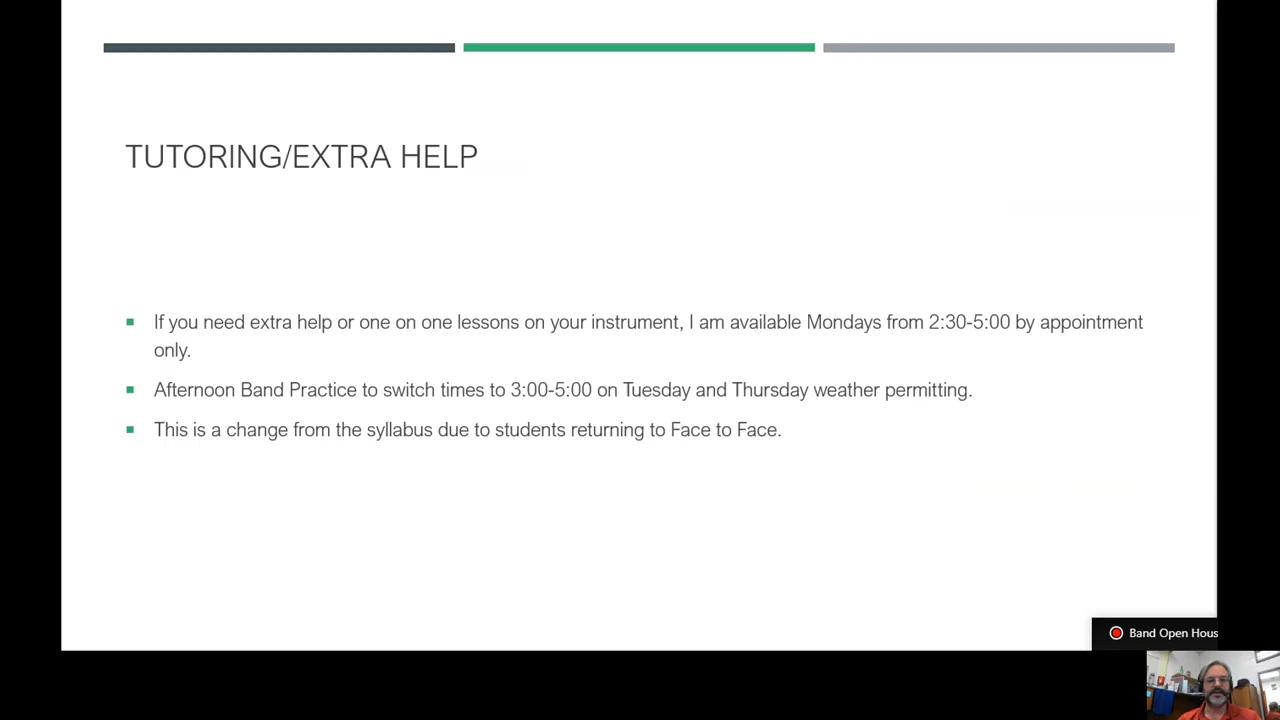 TUTORING/EXTRA HELP
If you need extra help or one on one lessons on your instrument, I am available Mondays from 2:30-5:00 by appointment
only.
Afternoon Band Practice to switch times to 3:00-5:00 on Tuesday and Thursday weather permitting.
This is a change from the syllabus due to students returning to Face to Face.
Band Open Hous